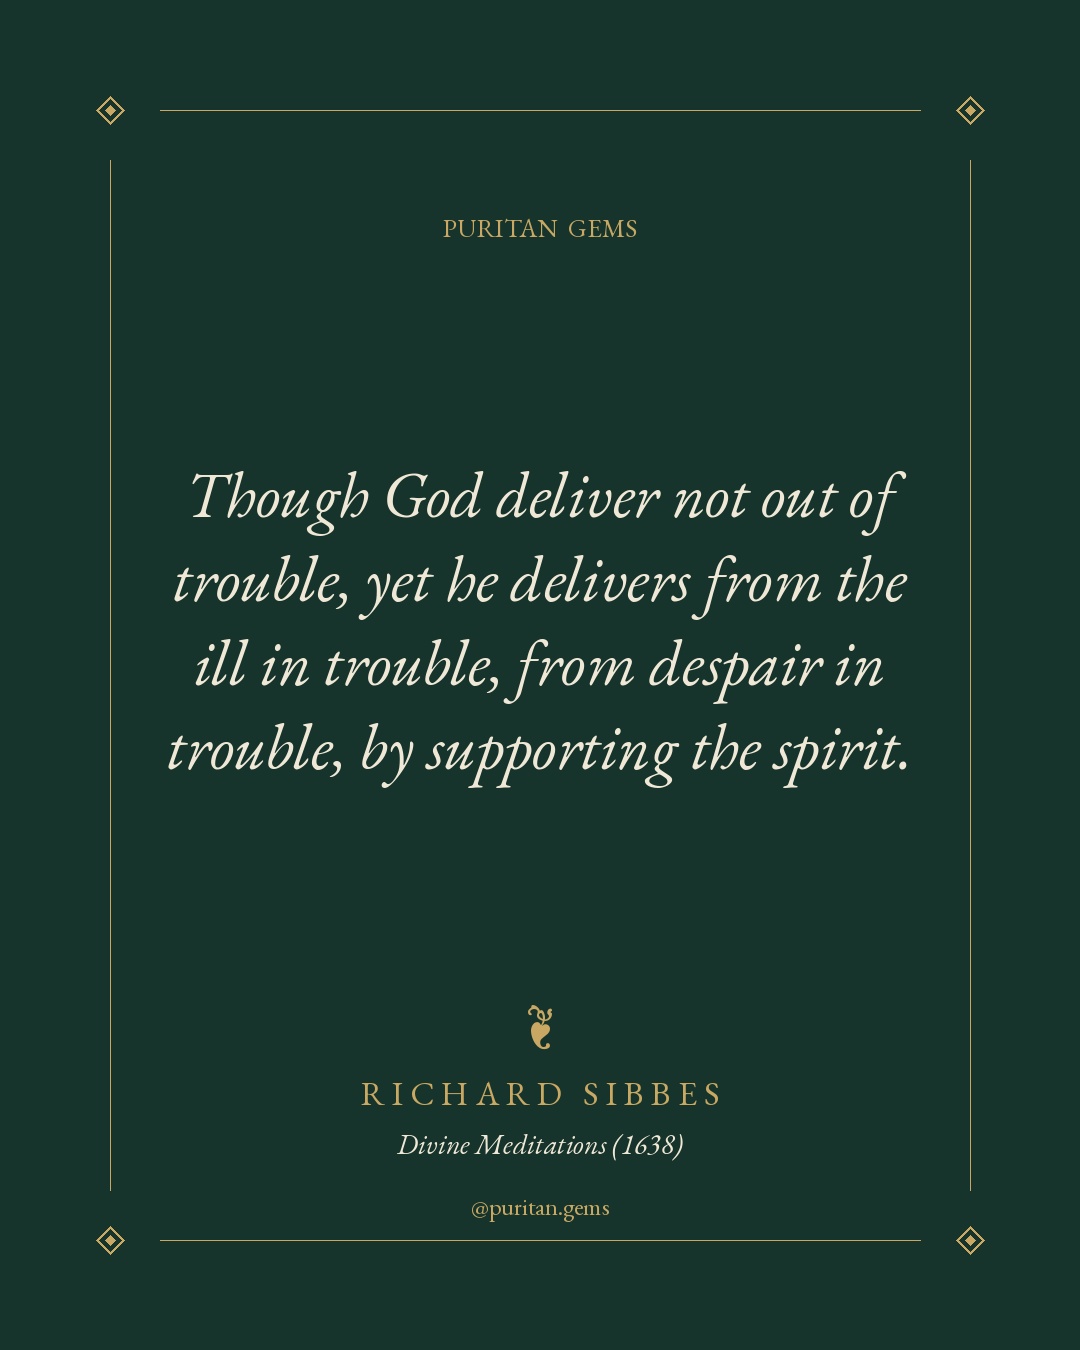 PURITAN GEMS
Though God deliver not out of
trouble, yet he delivers from the
ill in trouble, from despair in
trouble, by supporting the spirit.
RICHARD SIBBES
Divine Meditations (1638)
@puritan.gems